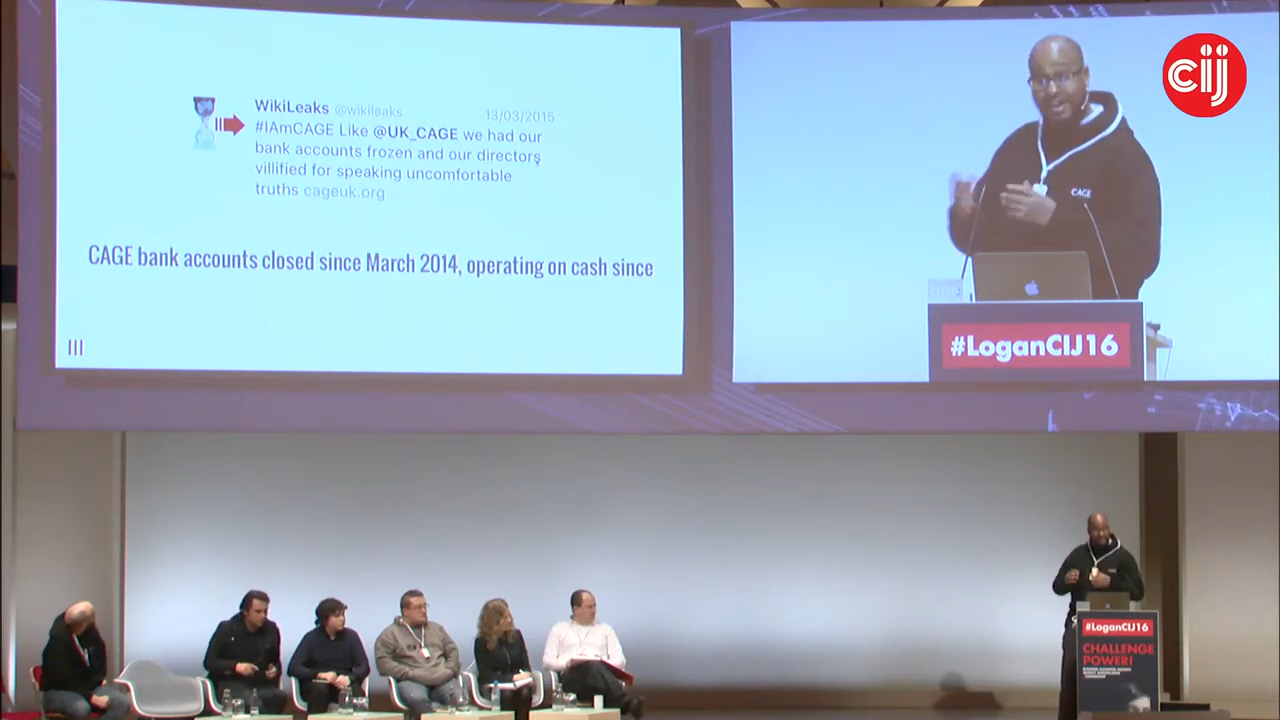 WikiLeaks @wikileaks 13/03/2015
#IAmCAGE Like @UK_CAGE we had our
bank accounts frozen and our directors
villified for speaking uncomfortable
truths cageuk.org
CAGE bank accounts closed since March 2014, operating on cash since
cij
CAGE
#LoganCIJ16
#LoganCIJ16
CHALLENGE
POWER!